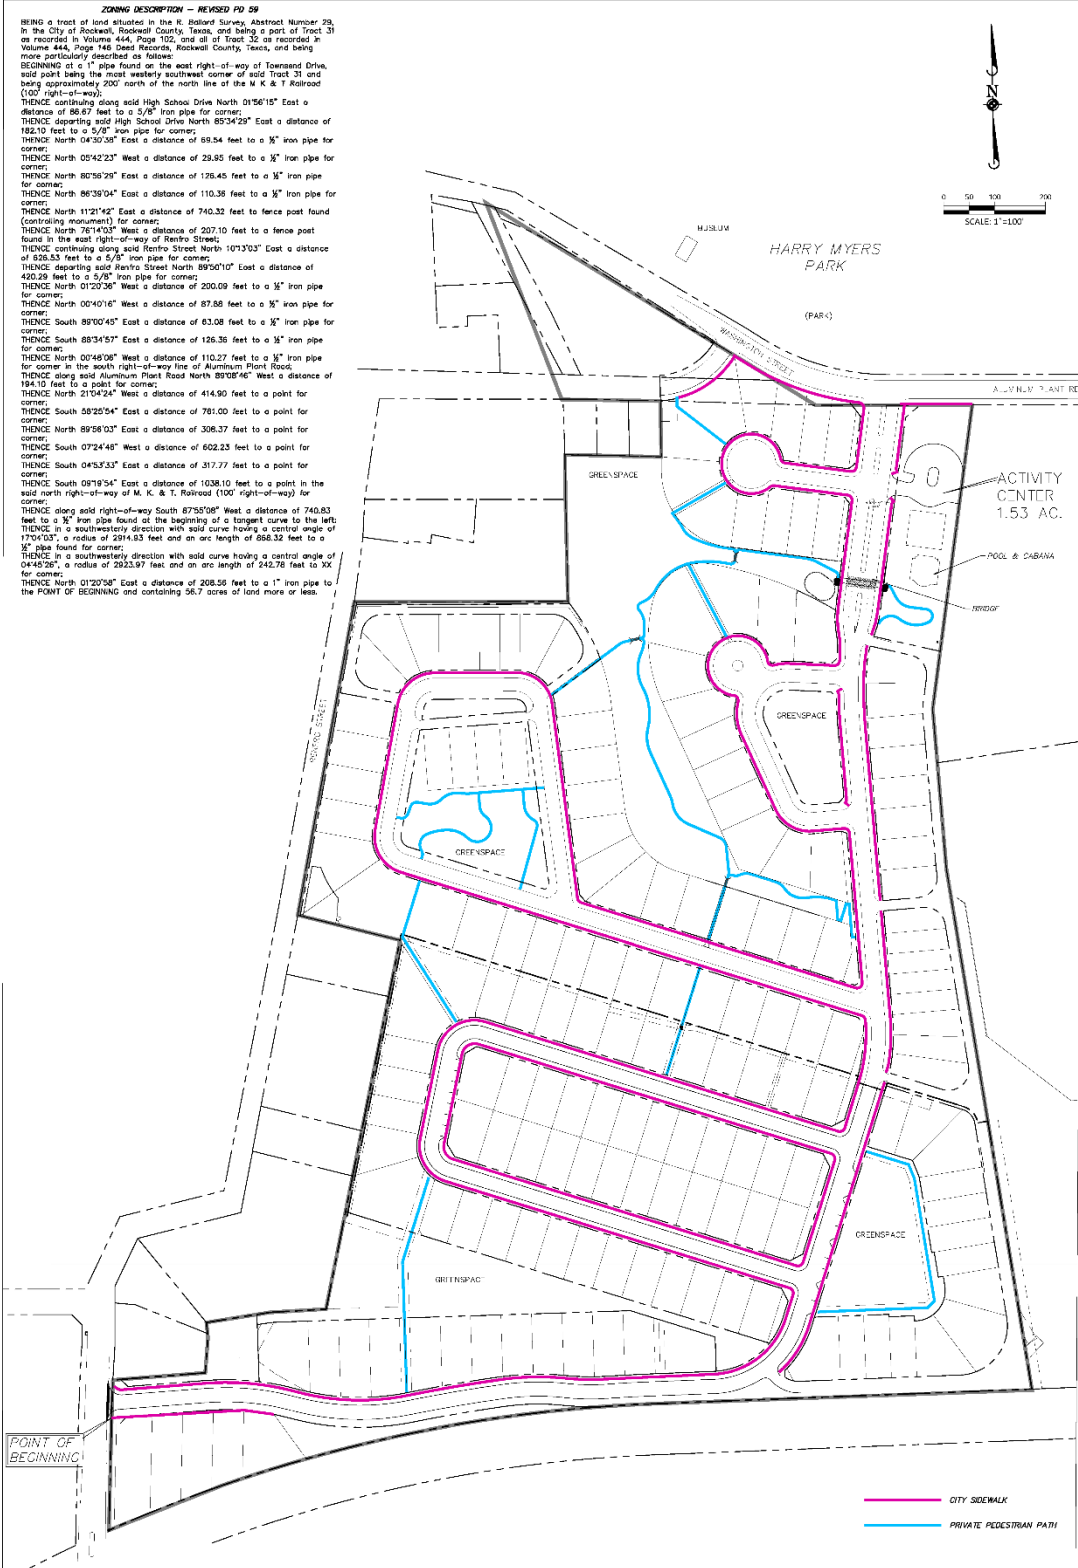 ZONING DESCRIPTION — REVISED PD 59
BEING a tract of land situated in the R. Ballard Survey, Abstract Number 29,
in the City of Rockwall, Rockwall County, Texas, and being a part of Tract 31
as recorded in Volume 444, Page 102, and all of Tract 32 as recorded in
Volume 444, Page 146 Deed Records, Rockwall County, Texas, and being
more particularly described as follows:
BEGINNING at a 1" pipe found on the east right-of-way of Townsend Drive,
said point being the most westerly southwest corner of said Tract 31 and
being approximately 200' north of the north line of the M K & T Railroad
(100' right-of-way);
THENCE continuing along said High School Drive North 01°56'15" East a
distance of 86.67 feet to a 5/8" iron pipe for corner;
THENCE departing said High School Drive North 85°34'29" East a distance of
182.10 feet to a 5/8" iron pipe for corner;
THENCE North 04°30'38" East a distance of 69.54 feet to a ½" iron pipe for
corner;
THENCE North 05°42'23" West a distance of 29.95 feet to a ½" iron pipe for
corner;
THENCE North 80°56'29" East a distance of 126.45 feet to a ½" iron pipe
for corner;
THENCE North 86°39'04" East a distance of 110.36 feet to a ½" iron pipe for
corner;
THENCE North 11°21'42" East a distance of 740.32 feet to fence post found
(controlling monument) for corner;
THENCE North 76°14'03" West a distance of 207.10 feet to a fence post
found in the east right-of-way of Renfro Street;
THENCE continuing along said Renfro Street North 10°13'03" East a distance
of 626.53 feet to a 5/8" iron pipe for corner;
THENCE departing said Renfro Street North 89°50'10" East a distance of
420.29 feet to a 5/8" iron pipe for corner;
THENCE North 01°20'36" West a distance of 200.09 feet to a ½" iron pipe
for corner;
THENCE North 00°40'16" West a distance of 87.88 feet to a ½" iron pipe for
corner;
THENCE South 89°00'45" East a distance of 63.08 feet to a ½" iron pipe for
corner;
THENCE South 88°34'57" East a distance of 126.36 feet to a ½" iron pipe
for corner;
THENCE North 00°48'06" West a distance of 110.27 feet to a ½" iron pipe
for corner in the south right-of-way line of Aluminum Plant Road;
THENCE along said Aluminum Plant Road North 89°08'46" West a distance of
194.10 feet to a point for corner;
THENCE North 21°04'24" West a distance of 414.90 feet to a point for
corner;
THENCE South 58°25'54" East a distance of 761.00 feet to a point for
corner;
THENCE North 89°58'03" East a distance of 306.37 feet to a point for
corner;
THENCE South 07°24'48" West a distance of 602.23 feet to a point for
corner;
THENCE South 04°53'33" East a distance of 317.77 feet to a point for
corner;
THENCE South 09°19'54" East a distance of 1038.10 feet to a point in the
said north right-of-way of M. K. & T. Railroad (100' right-of-way) for
corner;
THENCE along said right-of-way South 87°55'08" West a distance of 740.83
feet to a ½" iron pipe found at the beginning of a tangent curve to the left;
THENCE in a southwesterly direction with said curve having a central angle of
17°04'03", a radius of 2914.93 feet and an arc length of 868.32 feet to a
½" pipe found for corner;
THENCE in a southwesterly direction with said curve having a central angle of
04°45'26", a radius of 2923.97 feet and an arc length of 242.78 feet to XX
for corner;
THENCE North 01°20'58" East a distance of 208.56 feet to a 1" iron pipe to
the POINT OF BEGINNING and containing 56.7 acres of land more or less.
N
0 50 100 200
SCALE: 1"=100'
MUSEUM
HARRY MYERS
PARK
(PARK)
WASHINGTON STREET
ALUMINUM PLANT RD
GREENSPACE
ACTIVITY
CENTER
1.53 AC.
POOL & CABANA
BRIDGE
GREENSPACE
RENFRO STREET
GREENSPACE
GREENSPACE
GREENSPACE
POINT OF
BEGINNING
CITY SIDEWALK
PRIVATE PEDESTRIAN PATH